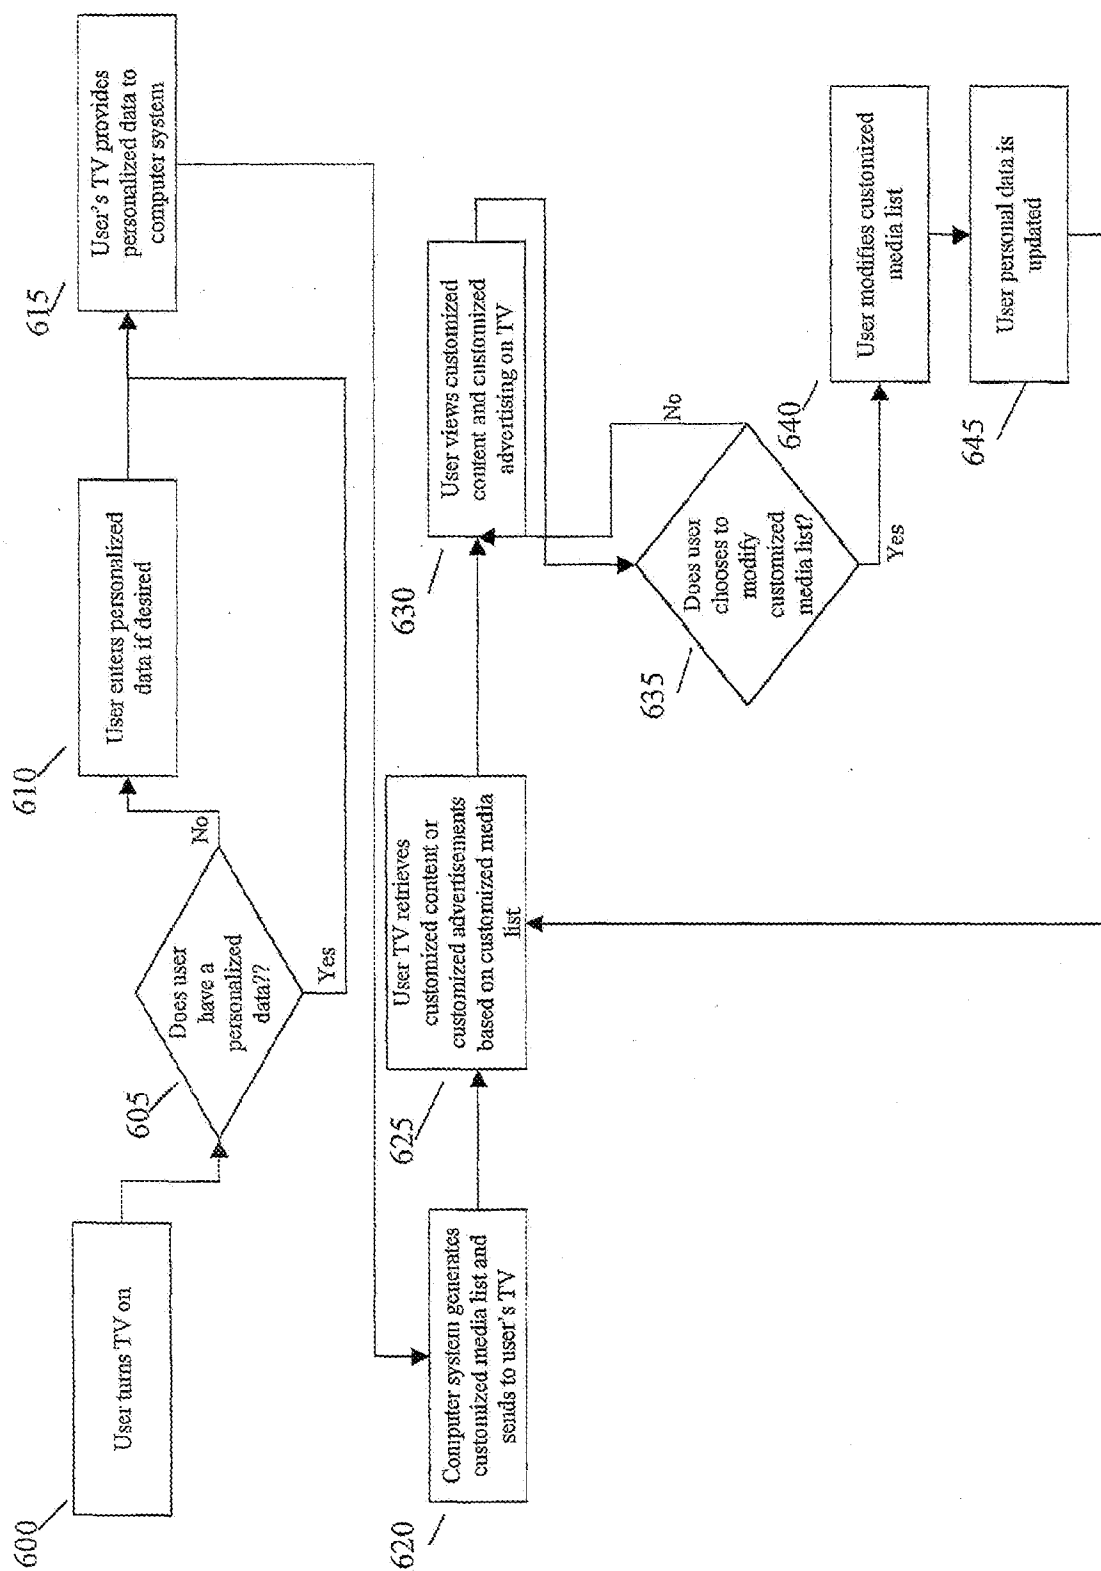 600
User turns TV on
605
Does user
have a
personalized
data??
No
Yes
610
User enters personalized
data if desired
615
User's TV provides
personalized data to
computer system
620
Computer system generates
customized media list and
sends to user's TV
625
User TV retrieves
customized content or
customized advertisements
based on customized media
list
630
User views customized
content and customized
advertising on TV
635
Does user
chooses to
modify
customized
media list?
No
Yes
640
User modifies customized
media list
645
User personal data is
updated